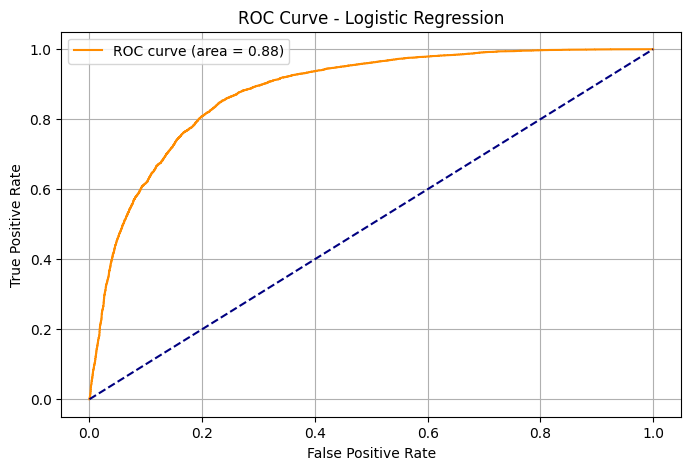 ROC Curve - Logistic Regression
ROC curve (area = 0.88)
True Positive Rate
1.0
0.8
0.6
0.4
0.2
0.0
0.0 0.2 0.4 0.6 0.8 1.0
False Positive Rate